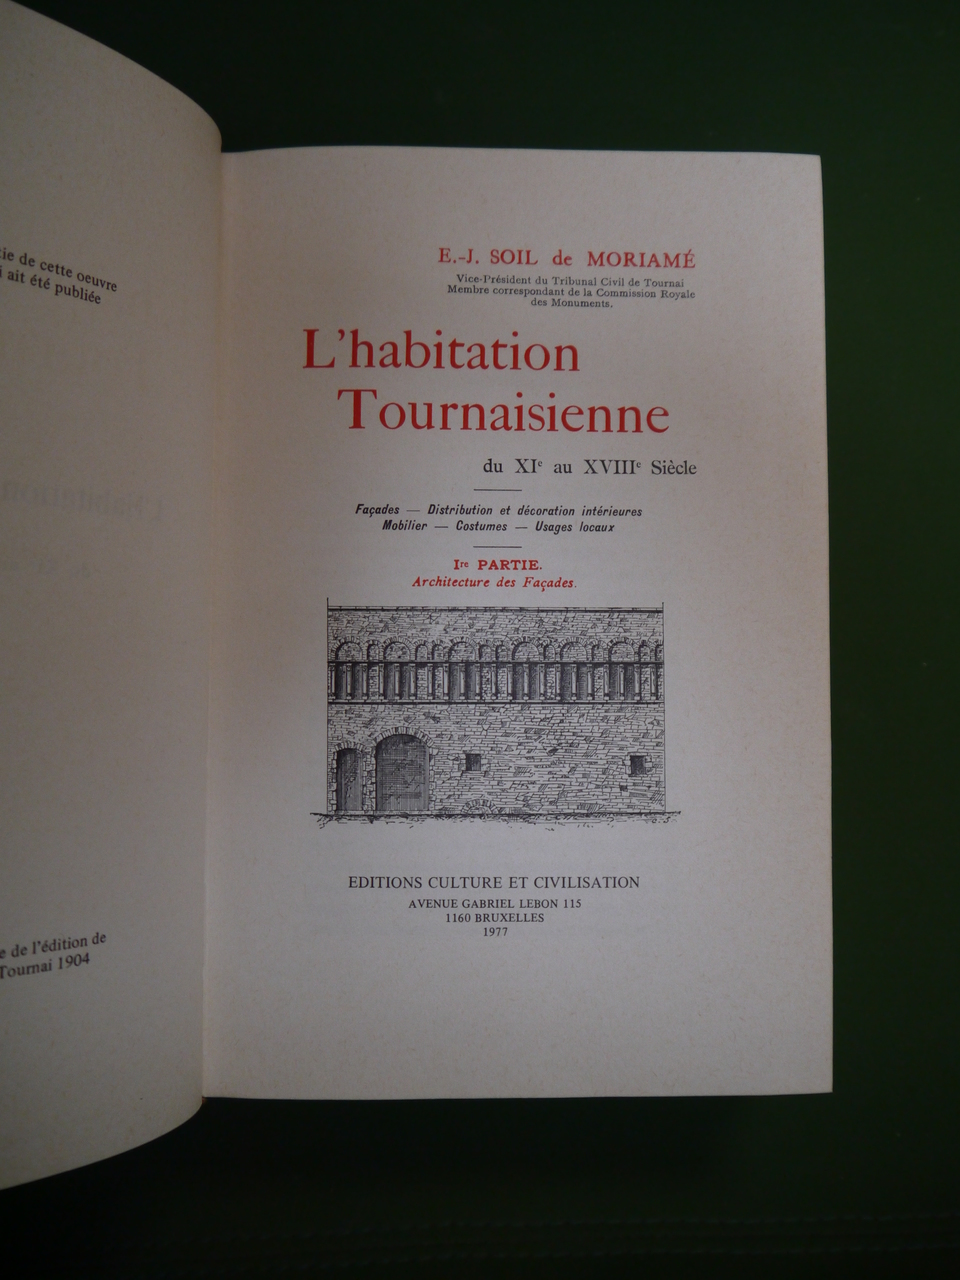 de cette oeuvre
ait été publiée
de l'édition de
Tournai 1904
E.-J. SOIL de MORIAMÉ
Vice-Président du Tribunal Civil de Tournai
Membre correspondant de la Commission Royale
des Monuments.
L'habitation
Tournaisienne
du XIe au XVIIIe Siècle
Façades — Distribution et décoration intérieures
Mobilier — Costumes — Usages locaux
Ire PARTIE.
Architecture des Façades.
EDITIONS CULTURE ET CIVILISATION
AVENUE GABRIEL LEBON 115
1160 BRUXELLES
1977